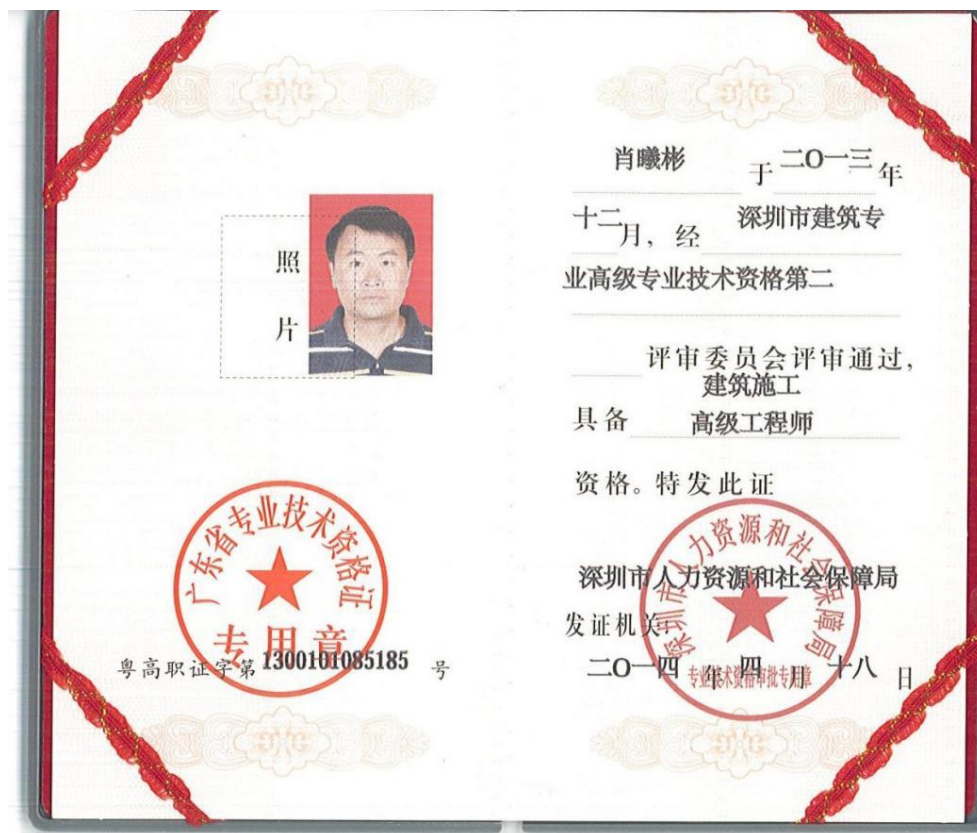 照
片
广东省专业技术资格证
专用章
粤高职证字第 1300101085185 号
肖曦彬 于 二O一三 年
十二月，经 深圳市建筑专
业高级专业技术资格第二
评审委员会评审通过，
建筑施工
具备 高级工程师
资格。特发此证
深圳市人力资源和社会保障局
发证机关：
二O一四 年 四 月 十八 日
深圳市人力资源和社会保障局
专业技术资格审批专用章